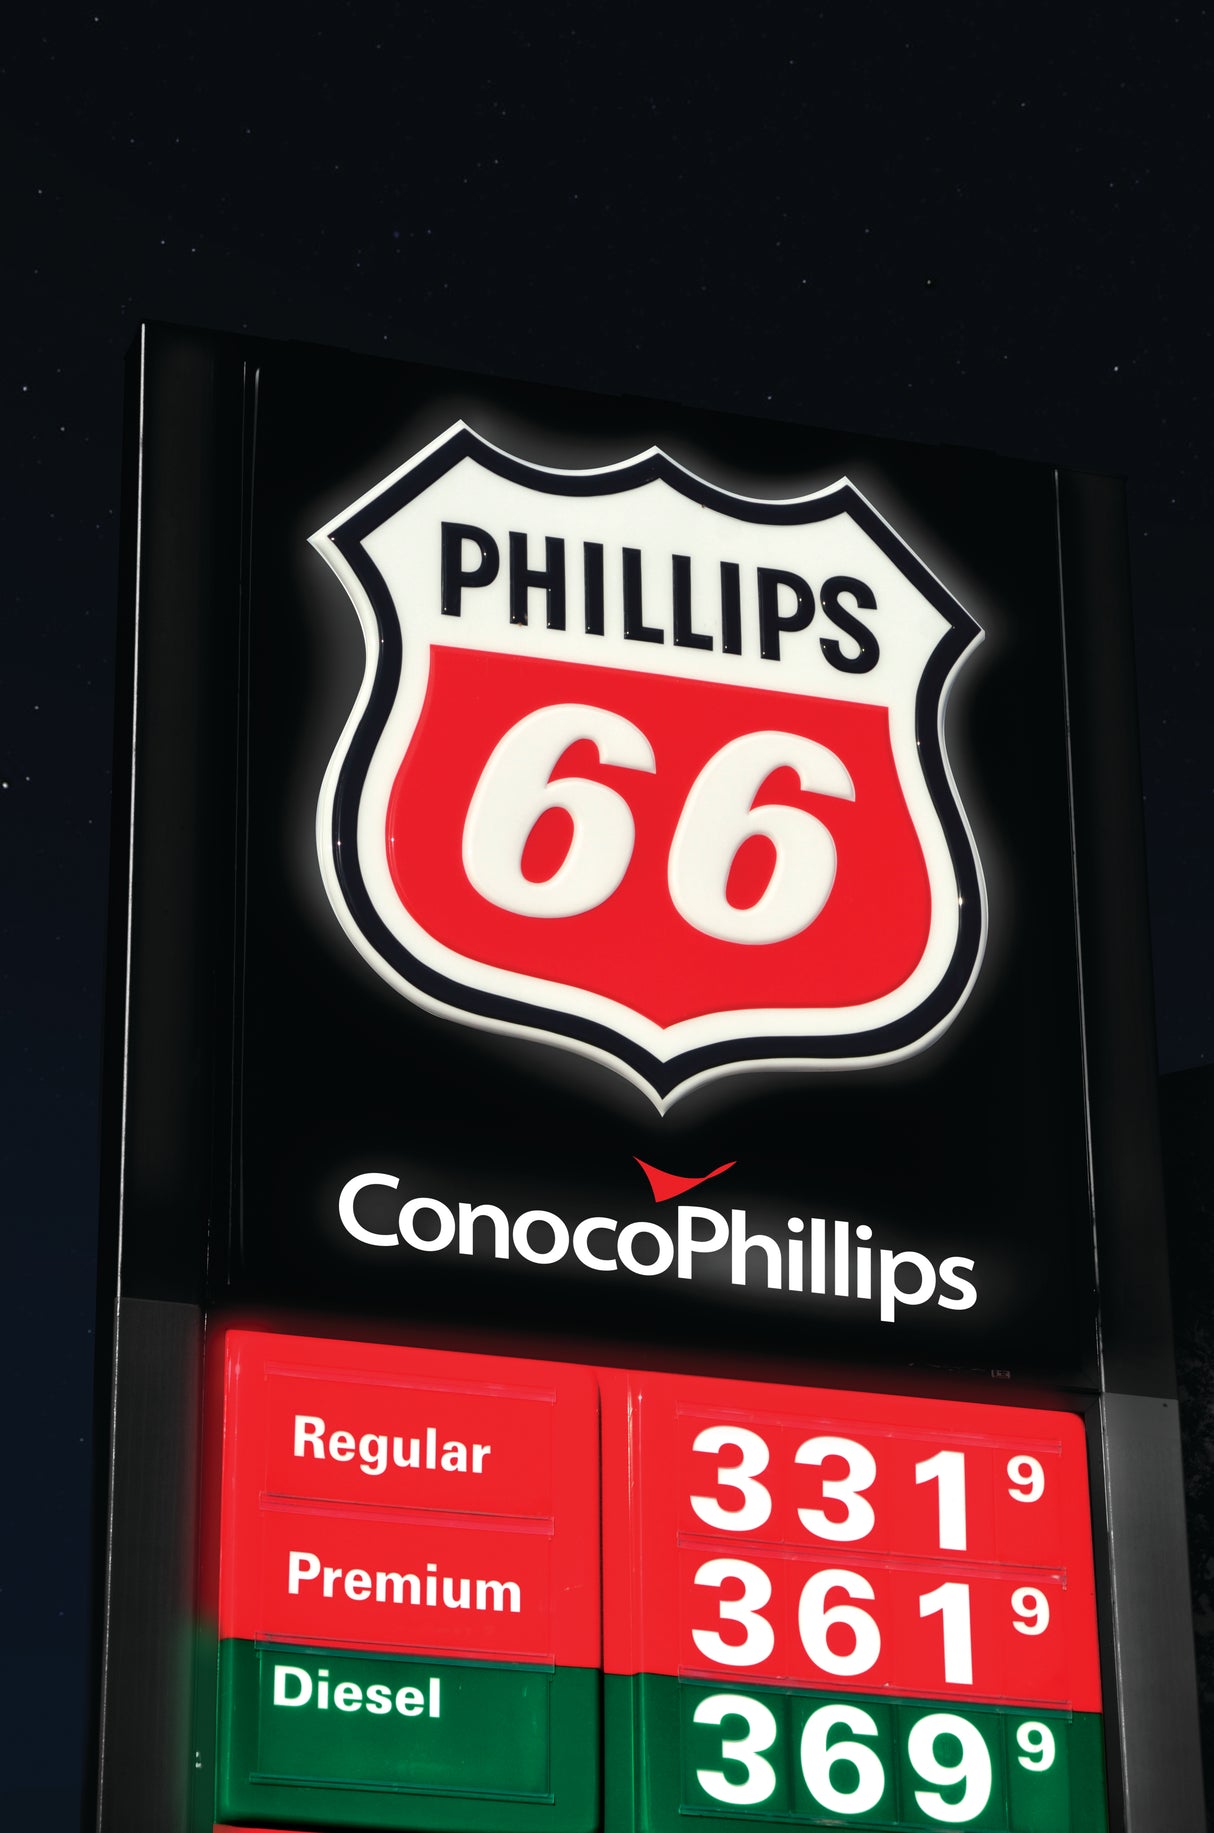 PHILLIPS
66
ConocoPhillips
Regular 331 9
Premium 361 9
Diesel 369 9